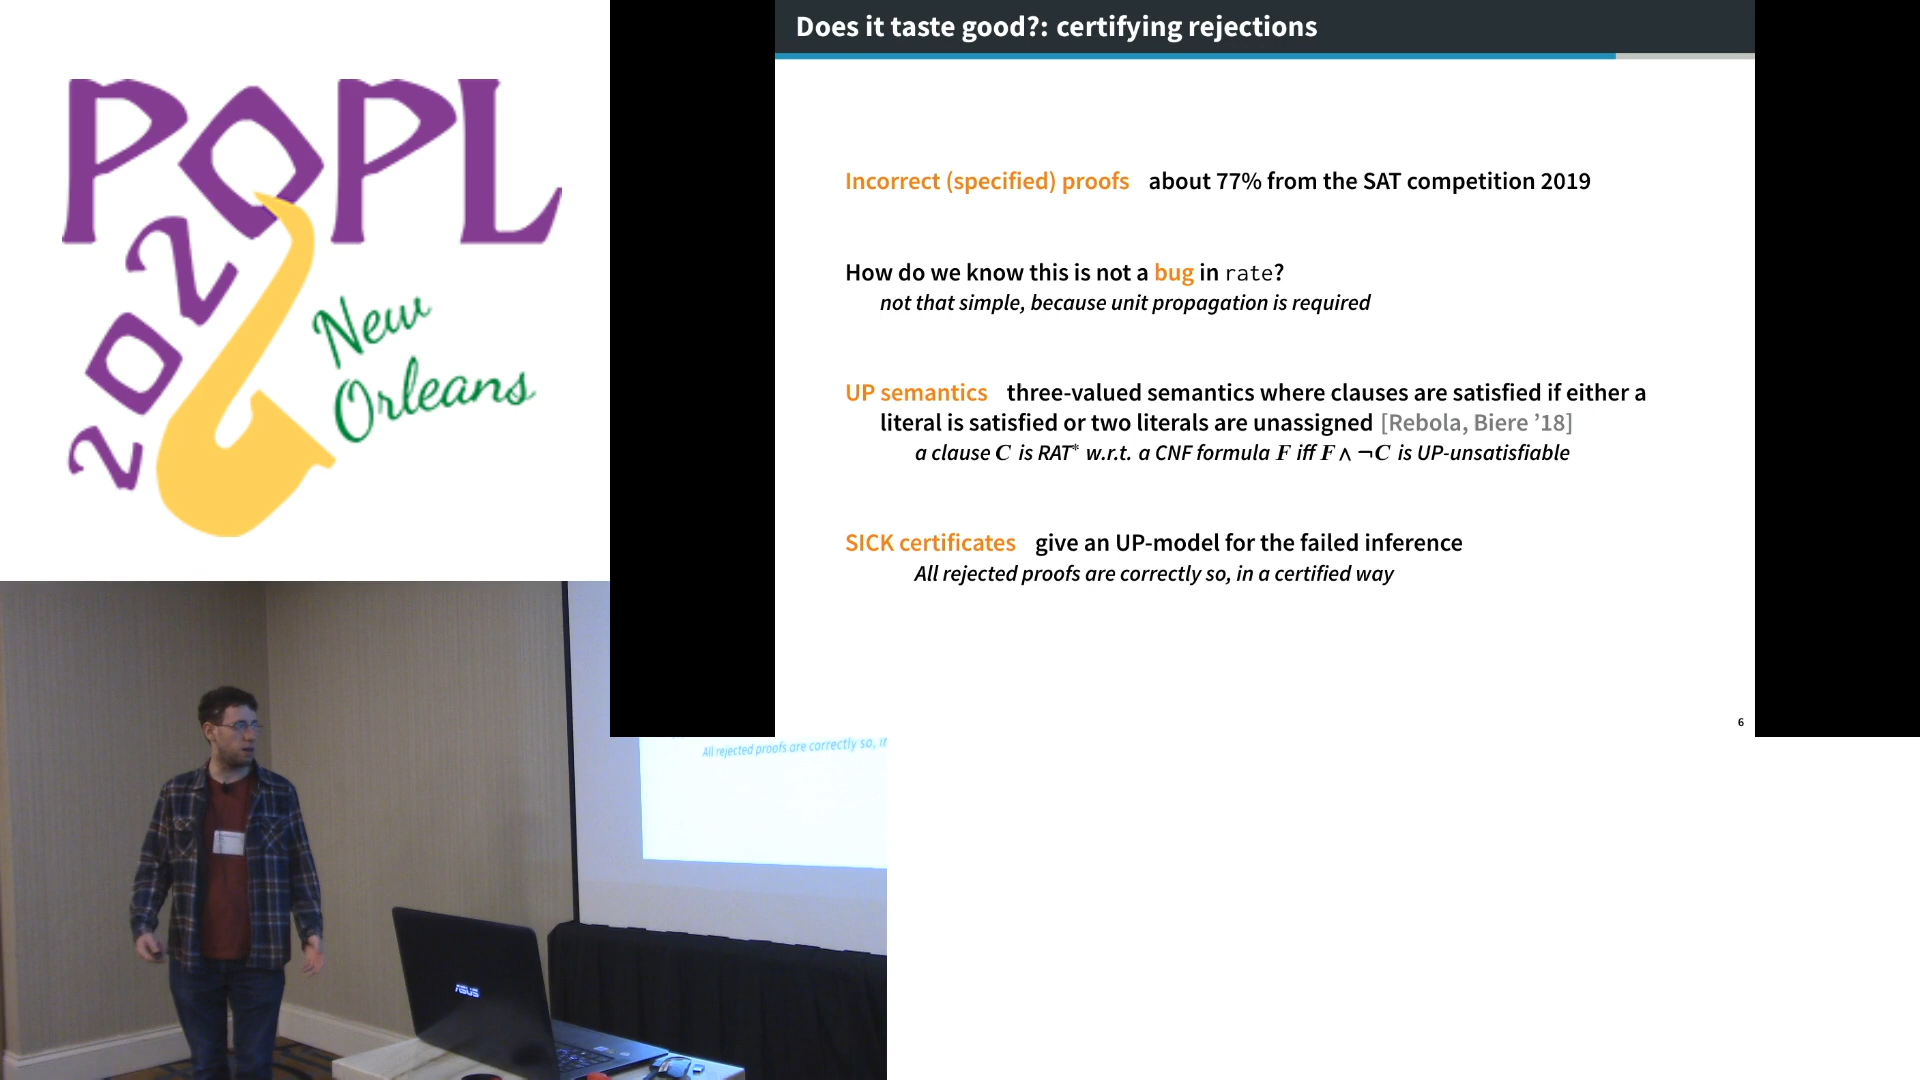 POPL
2020
New
Orleans
Does it taste good?: certifying rejections
Incorrect (specified) proofs about 77% from the SAT competition 2019
How do we know this is not a bug in rate?
not that simple, because unit propagation is required
UP semantics three-valued semantics where clauses are satisfied if either a
literal is satisfied or two literals are unassigned [Rebola, Biere ’18]
a clause C is RAT* w.r.t. a CNF formula F iff F ∧ ¬C is UP-unsatisfiable
SICK certificates give an UP-model for the failed inference
All rejected proofs are correctly so, in a certified way
6
All rejected proofs are correctly so, in
ASUS